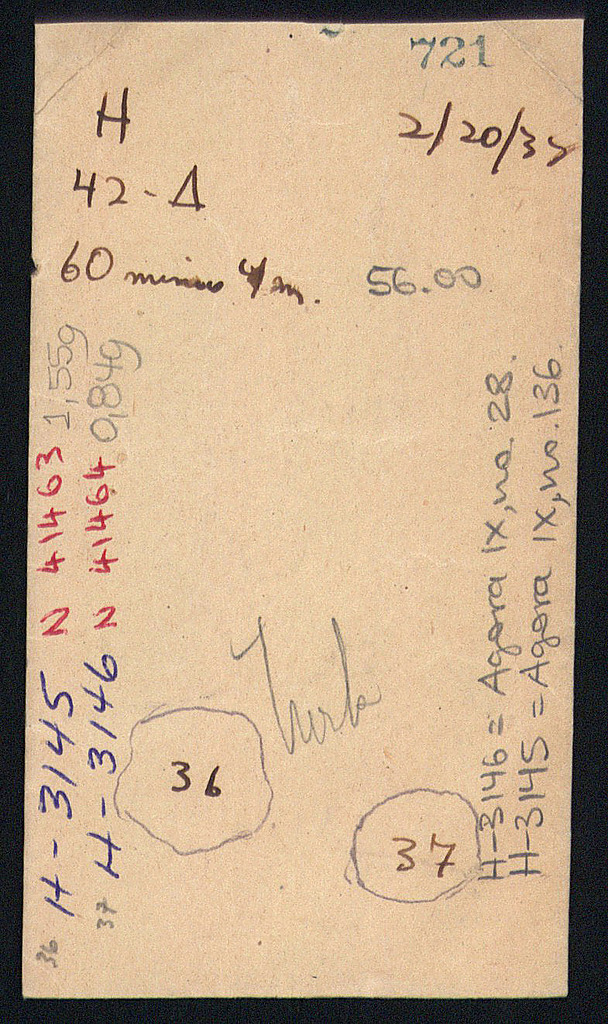 721
H
2/20/37
42 - Δ
60 minus 4 m.
56.00
36 H - 3145 N 41463 1,55g
37 H - 3146 N 41464 0,84g
Turk
36
37
H-3146 = Agora IX, no. 28.
H-3145 = Agora IX, no. 136.